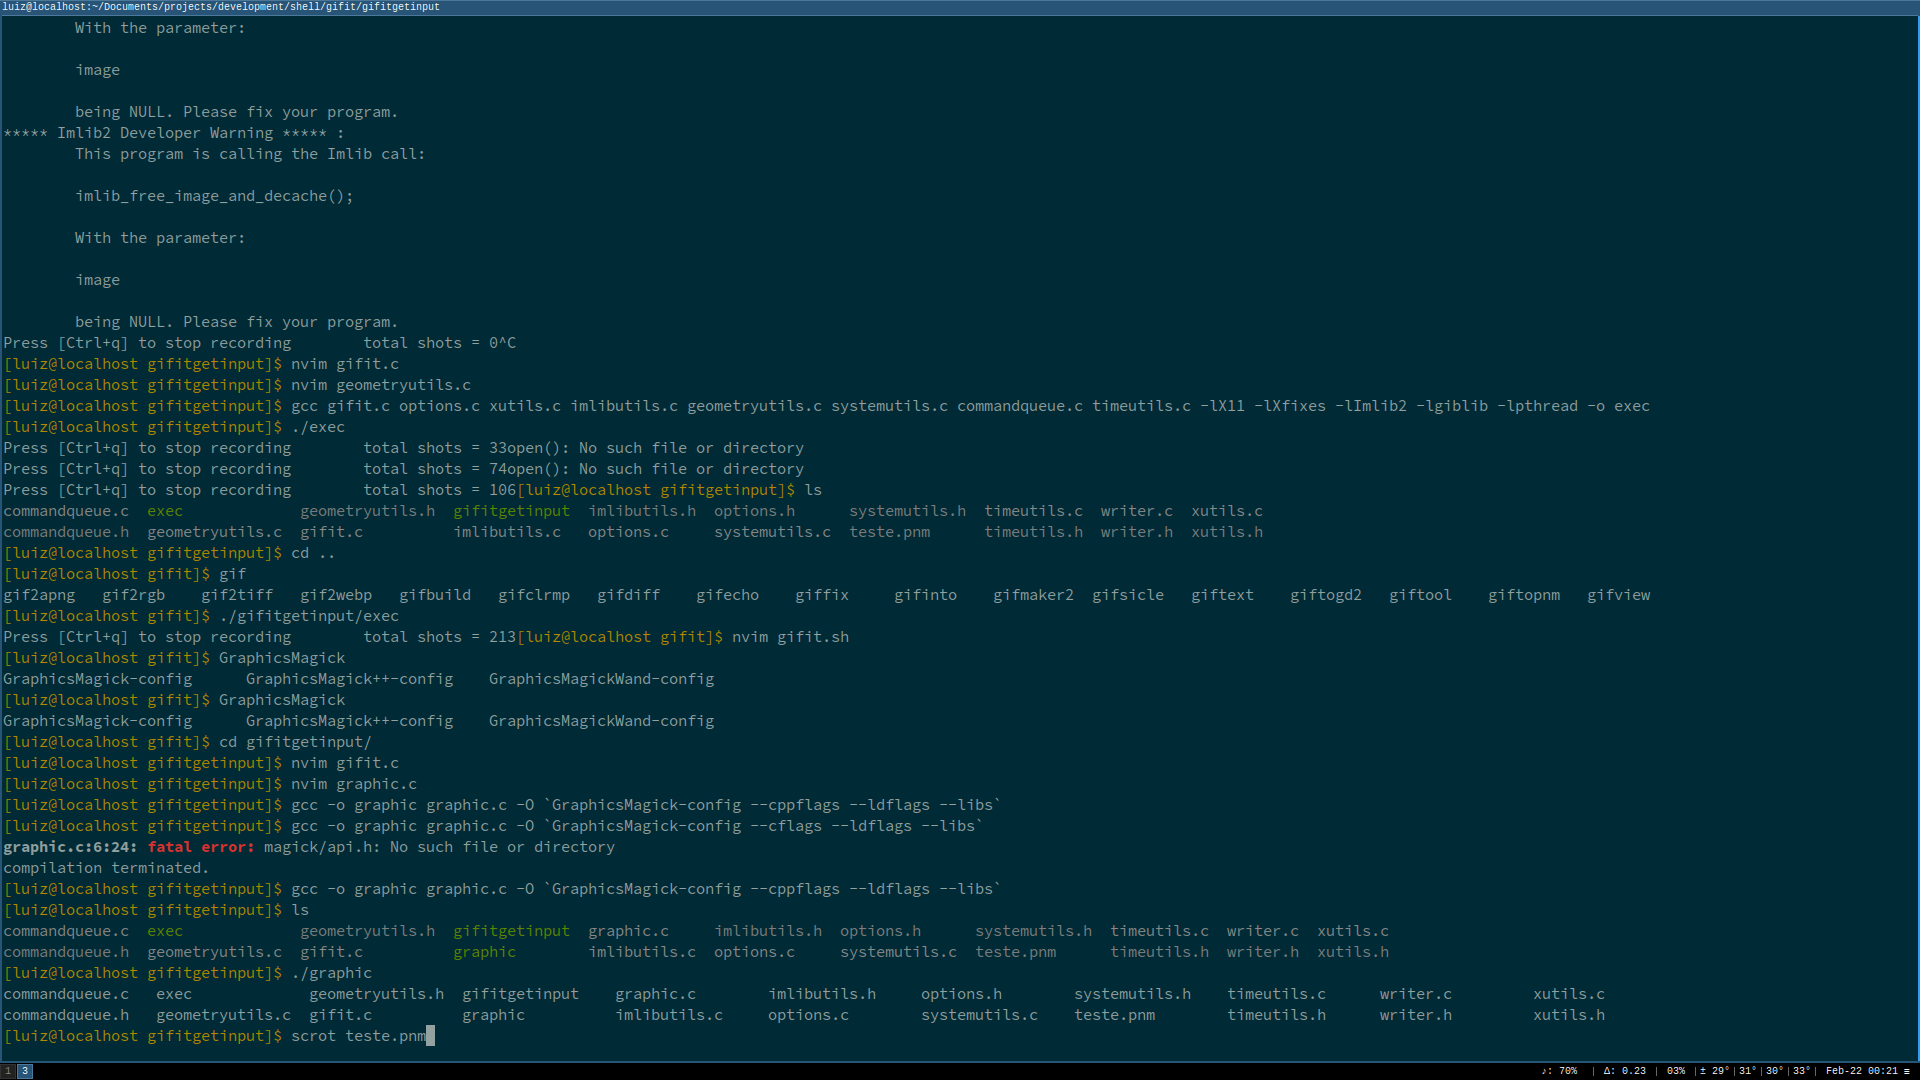 luiz@localhost:~/Documents/projects/development/shell/gifit/gifitgetinput
        With the parameter:
        image
        being NULL. Please fix your program.
***** Imlib2 Developer Warning ***** :
        This program is calling the Imlib call:
        imlib_free_image_and_decache();
        With the parameter:
        image
        being NULL. Please fix your program.
Press [Ctrl+q] to stop recording        total shots = 0^C
[luiz@localhost gifitgetinput]$ nvim gifit.c
[luiz@localhost gifitgetinput]$ nvim geometryutils.c
[luiz@localhost gifitgetinput]$ gcc gifit.c options.c xutils.c imlibutils.c geometryutils.c systemutils.c commandqueue.c timeutils.c -lX11 -lXfixes -lImlib2 -lgiblib -lpthread -o exec
[luiz@localhost gifitgetinput]$ ./exec
Press [Ctrl+q] to stop recording        total shots = 33open(): No such file or directory
Press [Ctrl+q] to stop recording        total shots = 74open(): No such file or directory
Press [Ctrl+q] to stop recording        total shots = 106[luiz@localhost gifitgetinput]$ ls
commandqueue.c  exec             geometryutils.h  gifitgetinput  imlibutils.h  options.h      systemutils.h  timeutils.c  writer.c  xutils.c
commandqueue.h  geometryutils.c  gifit.c          imlibutils.c   options.c     systemutils.c  teste.pnm      timeutils.h  writer.h  xutils.h
[luiz@localhost gifitgetinput]$ cd ..
[luiz@localhost gifit]$ gif
gif2apng   gif2rgb    gif2tiff   gif2webp   gifbuild   gifclrmp   gifdiff    gifecho    giffix     gifinto    gifmaker2  gifsicle   giftext    giftogd2   giftool    giftopnm   gifview
[luiz@localhost gifit]$ ./gifitgetinput/exec
Press [Ctrl+q] to stop recording        total shots = 213[luiz@localhost gifit]$ nvim gifit.sh
[luiz@localhost gifit]$ GraphicsMagick
GraphicsMagick-config      GraphicsMagick++-config    GraphicsMagickWand-config
[luiz@localhost gifit]$ GraphicsMagick
GraphicsMagick-config      GraphicsMagick++-config    GraphicsMagickWand-config
[luiz@localhost gifit]$ cd gifitgetinput/
[luiz@localhost gifitgetinput]$ nvim gifit.c
[luiz@localhost gifitgetinput]$ nvim graphic.c
[luiz@localhost gifitgetinput]$ gcc -o graphic graphic.c -O `GraphicsMagick-config --cppflags --ldflags --libs`
[luiz@localhost gifitgetinput]$ gcc -o graphic graphic.c -O `GraphicsMagick-config --cflags --ldflags --libs`
graphic.c:6:24: fatal error: magick/api.h: No such file or directory
compilation terminated.
[luiz@localhost gifitgetinput]$ gcc -o graphic graphic.c -O `GraphicsMagick-config --cppflags --ldflags --libs`
[luiz@localhost gifitgetinput]$ ls
commandqueue.c  exec             geometryutils.h  gifitgetinput  graphic.c     imlibutils.h  options.h      systemutils.h  timeutils.c  writer.c  xutils.c
commandqueue.h  geometryutils.c  gifit.c          graphic        imlibutils.c  options.c     systemutils.c  teste.pnm      timeutils.h  writer.h  xutils.h
[luiz@localhost gifitgetinput]$ ./graphic
commandqueue.c   exec             geometryutils.h  gifitgetinput    graphic.c        imlibutils.h     options.h        systemutils.h    timeutils.c      writer.c         xutils.c
commandqueue.h   geometryutils.c  gifit.c          graphic          imlibutils.c     options.c        systemutils.c    teste.pnm        timeutils.h      writer.h         xutils.h
[luiz@localhost gifitgetinput]$ scrot teste.pnm
1 3 ♪: 70% | Δ: 0.23 | 03% |± 29°|31°|30°|33°| Feb-22 00:21 ≡